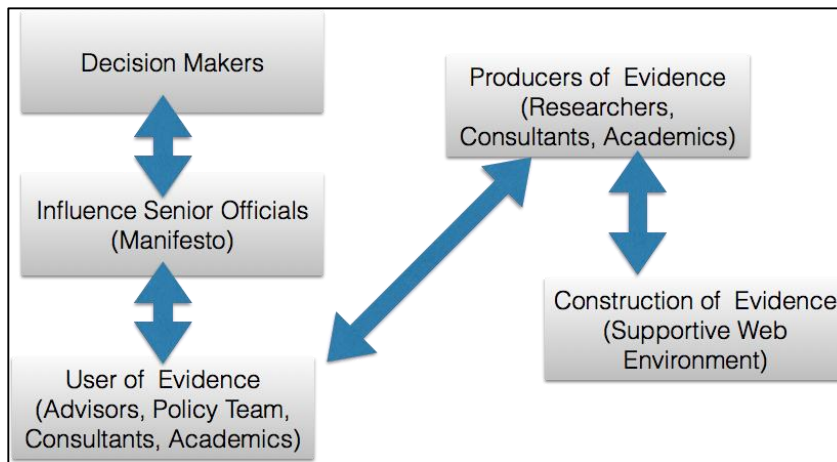 Decision Makers
Influence Senior Officials
(Manifesto)
User of Evidence
(Advisors, Policy Team,
Consultants, Academics)
Producers of Evidence
(Researchers,
Consultants, Academics)
Construction of Evidence
(Supportive Web
Environment)